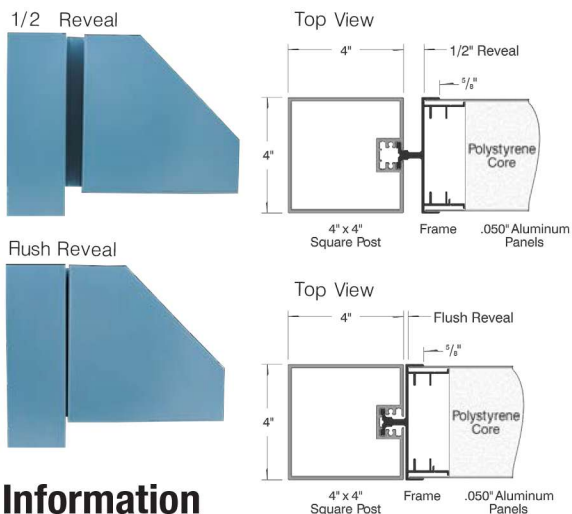 1/2 Reveal
Top View
4"
1/2" Reveal
5/8"
4"
Polystyrene
Core
4" x 4"
Square Post
Frame
.050" Aluminum
Panels
Flush Reveal
Top View
4"
Flush Reveal
5/8"
4"
Polystyrene
Core
4" x 4"
Square Post
Frame
.050" Aluminum
Panels
Information